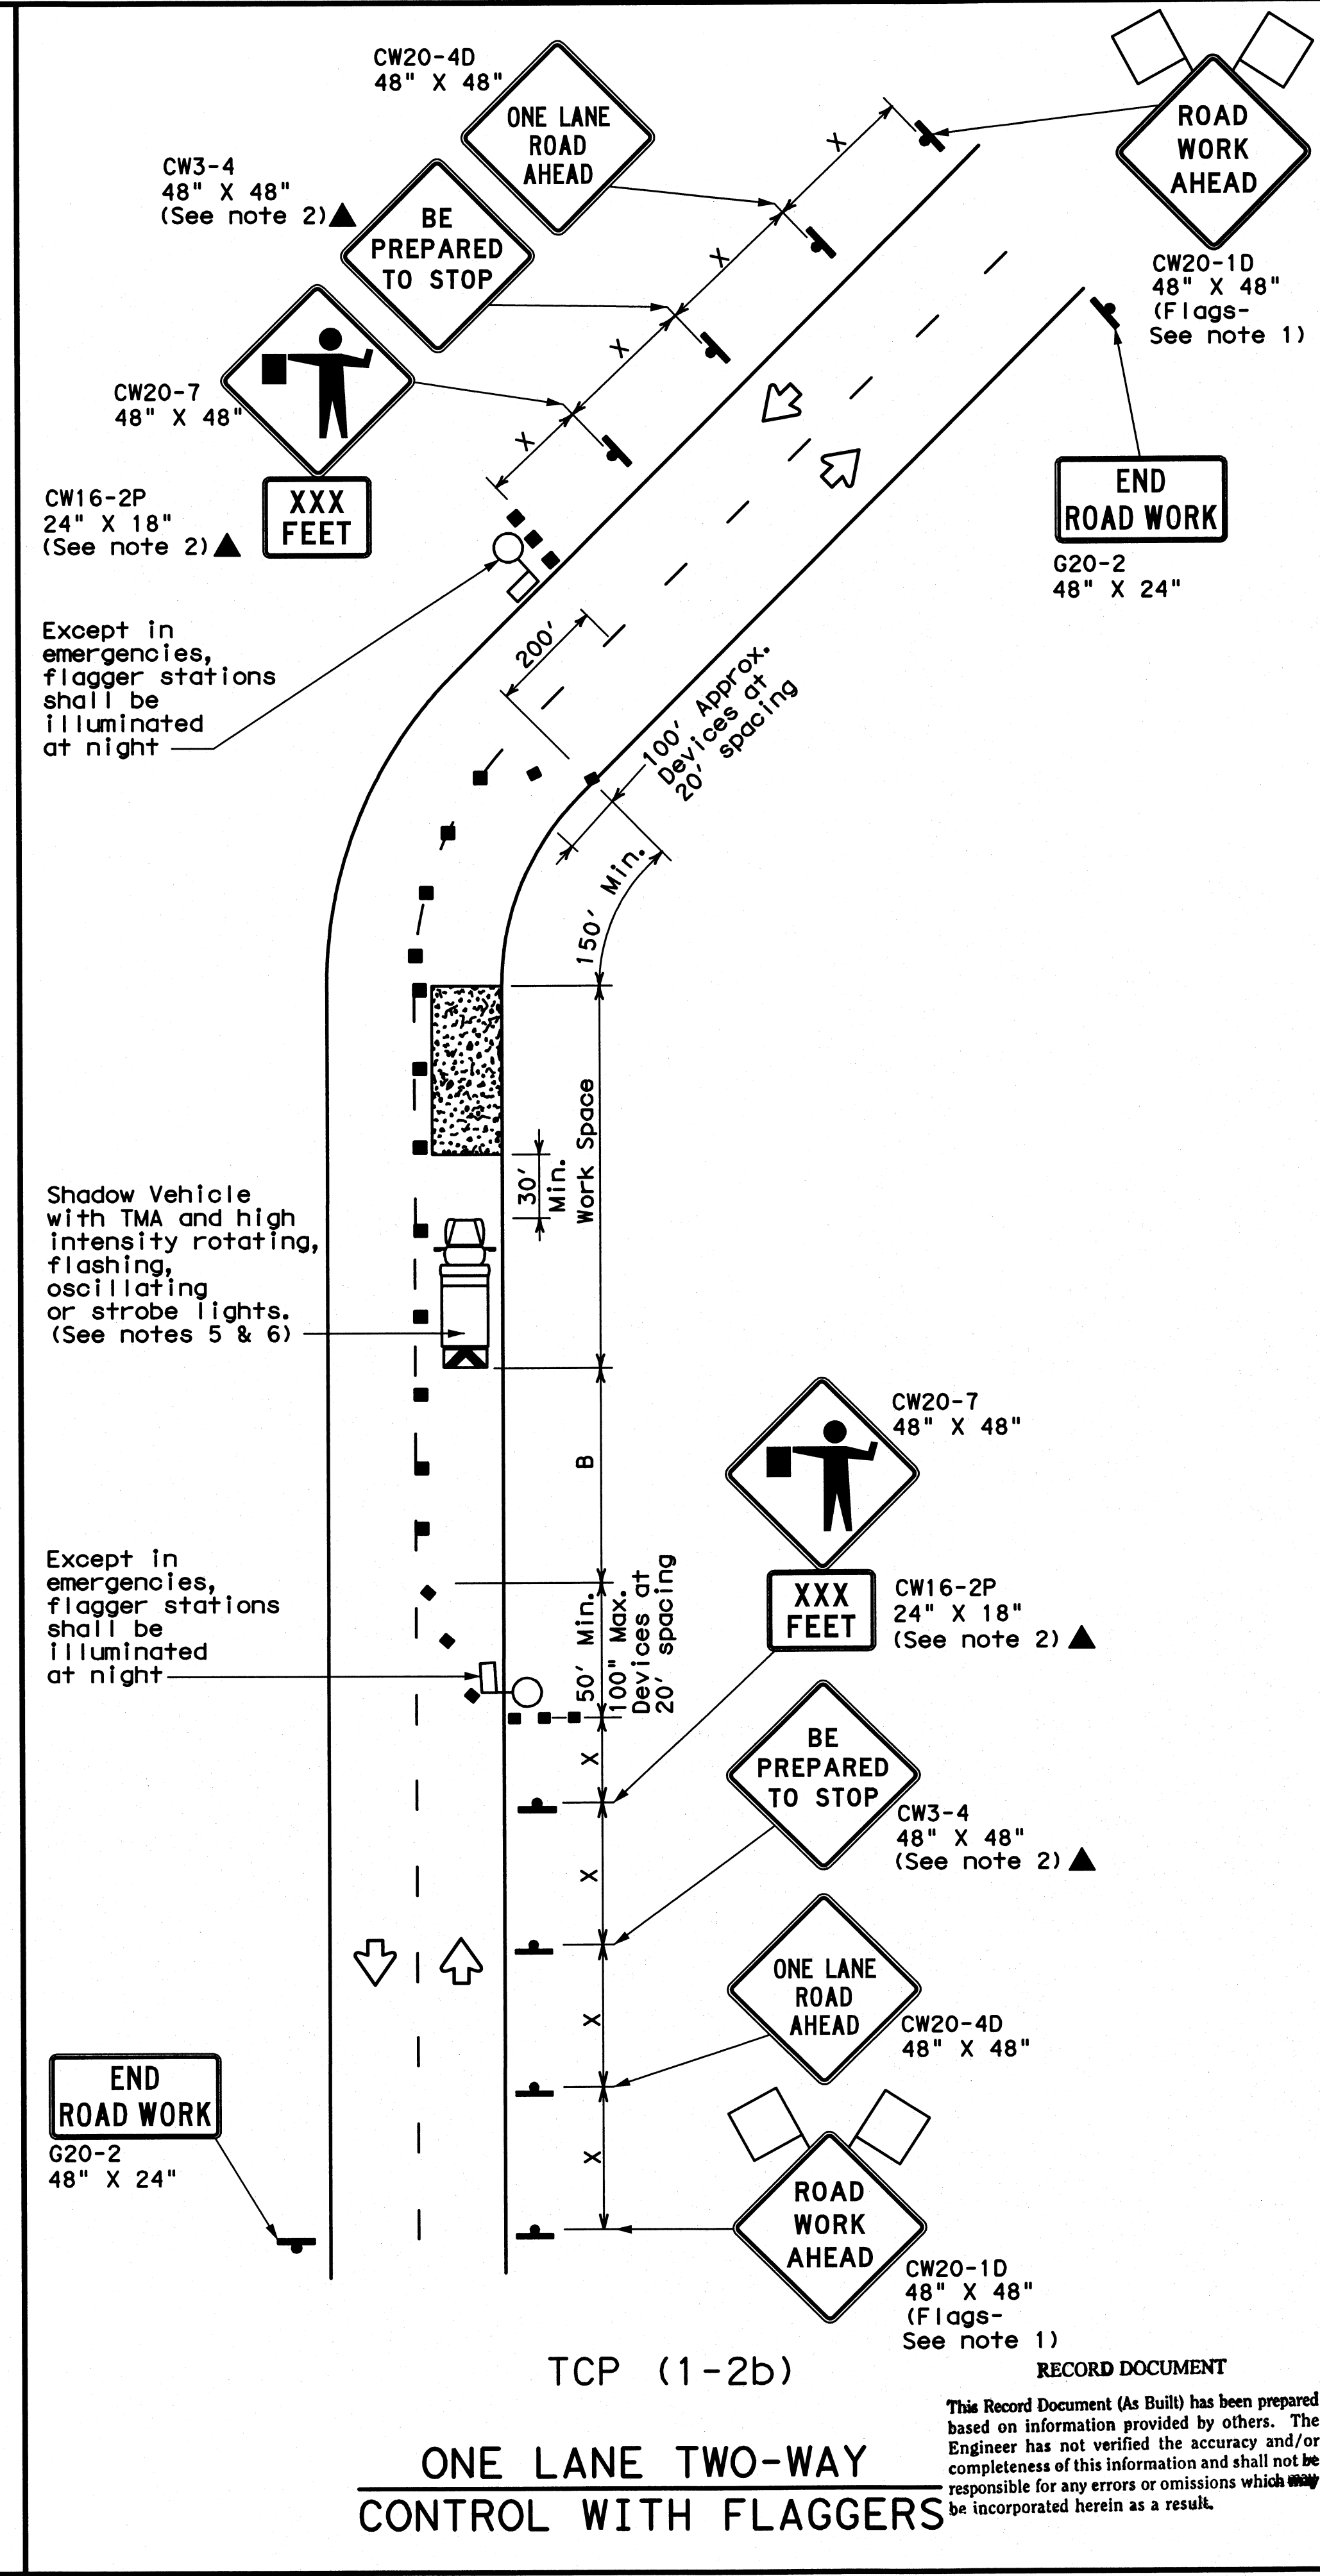 CW20-4D
48" X 48"
ONE LANE
ROAD
AHEAD
ROAD
WORK
AHEAD
CW20-1D
48" X 48"
(Flags-
See note 1)
CW3-4
48" X 48"
(See note 2)
BE
PREPARED
TO STOP
CW20-7
48" X 48"
CW16-2P
24" X 18"
(See note 2)
XXX
FEET
X
X
X
X
END
ROAD WORK
G20-2
48" X 24"
Except in
emergencies,
flagger stations
shall be
illuminated
at night
200'
100' Approx.
Devices at
20' spacing
150' Min.
Work Space
30'
Min.
Shadow Vehicle
with TMA and high
intensity rotating,
flashing,
oscillating
or strobe lights.
(See notes 5 & 6)
B
CW20-7
48" X 48"
XXX
FEET
CW16-2P
24" X 18"
(See note 2)
Except in
emergencies,
flagger stations
shall be
illuminated
at night
50' Min.
100" Max.
Devices at
20' spacing
X
X
X
X
BE
PREPARED
TO STOP
CW3-4
48" X 48"
(See note 2)
ONE LANE
ROAD
AHEAD
CW20-4D
48" X 48"
END
ROAD WORK
G20-2
48" X 24"
ROAD
WORK
AHEAD
CW20-1D
48" X 48"
(Flags-
See note 1)
TCP (1-2b)
ONE LANE TWO-WAY
CONTROL WITH FLAGGERS
RECORD DOCUMENT
This Record Document (As Built) has been prepared
based on information provided by others. The
Engineer has not verified the accuracy and/or
completeness of this information and shall not be
responsible for any errors or omissions which may
be incorporated herein as a result.